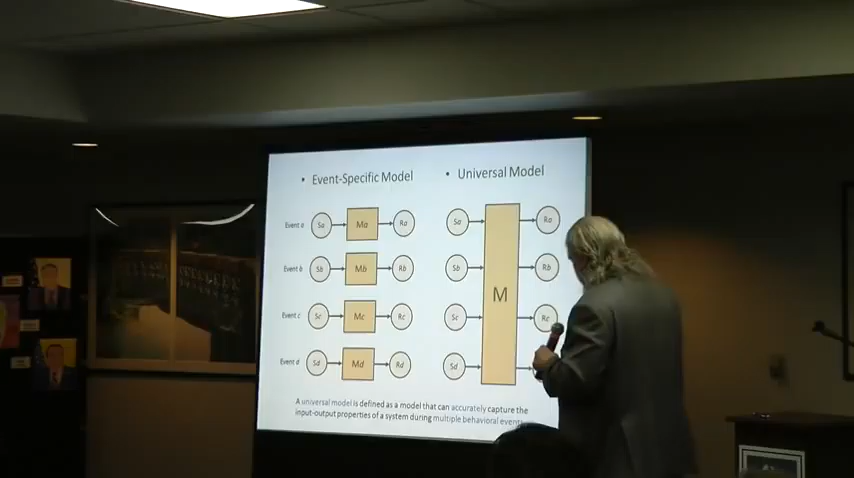 • Event-Specific Model
• Universal Model
Event a Sa Ma Ra
Sa Ra
Event b Sb Mb Rb
Sb Rb
M
Event c Sc Mc Rc
Sc Rc
Event d Sd Md Rd
Sd
A universal model is defined as a model that can accurately capture the
input-output properties of a system during multiple behavioral events